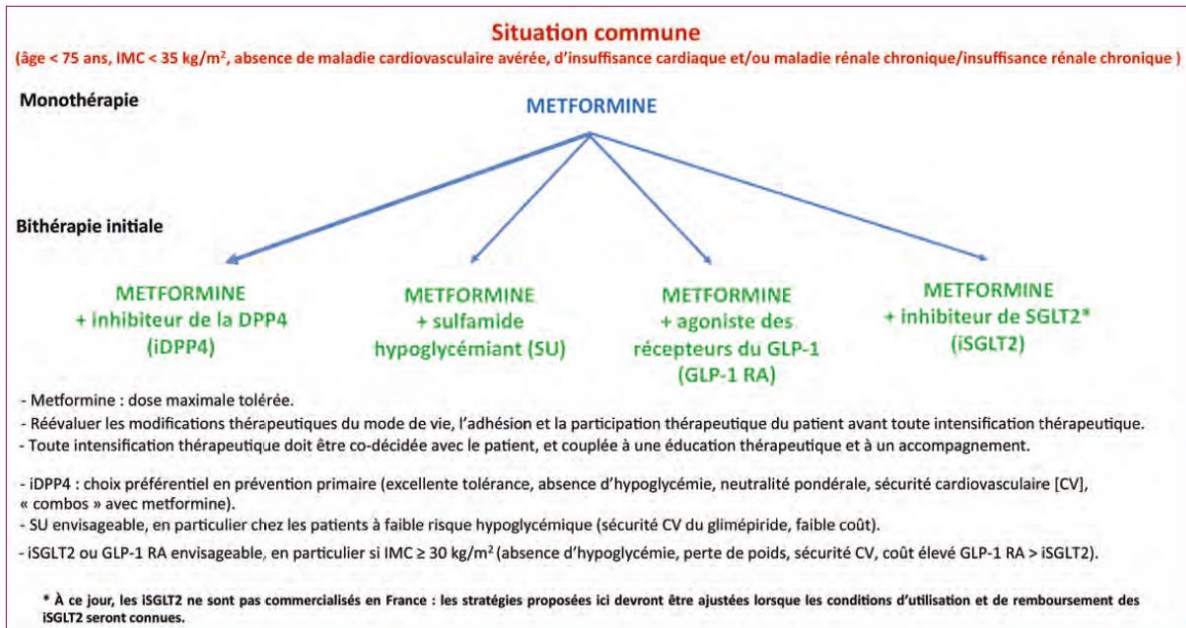 Situation commune
(âge < 75 ans, IMC < 35 kg/m², absence de maladie cardiovasculaire avérée, d'insuffisance cardiaque et/ou maladie rénale chronique/insuffisance rénale chronique )
Monothérapie
METFORMINE
Bithérapie initiale
METFORMINE
+ inhibiteur de la DPP4
(iDPP4)
METFORMINE
+ sulfamide
hypoglycémiant (SU)
METFORMINE
+ agoniste des
récepteurs du GLP-1
(GLP-1 RA)
METFORMINE
+ inhibiteur de SGLT2*
(iSGLT2)
- Metformine : dose maximale tolérée.
- Réévaluer les modifications thérapeutiques du mode de vie, l'adhésion et la participation thérapeutique du patient avant toute intensification thérapeutique.
- Toute intensification thérapeutique doit être co-décidée avec le patient, et couplée à une éducation thérapeutique et à un accompagnement.
- iDPP4 : choix préférentiel en prévention primaire (excellente tolérance, absence d'hypoglycémie, neutralité pondérale, sécurité cardiovasculaire [CV],
« combos » avec metformine).
- SU envisageable, en particulier chez les patients à faible risque hypoglycémique (sécurité CV du glimépiride, faible coût).
- iSGLT2 ou GLP-1 RA envisageable, en particulier si IMC ≥ 30 kg/m² (absence d'hypoglycémie, perte de poids, sécurité CV, coût élevé GLP-1 RA > iSGLT2).
* À ce jour, les iSGLT2 ne sont pas commercialisés en France : les stratégies proposées ici devront être ajustées lorsque les conditions d'utilisation et de remboursement des
iSGLT2 seront connues.